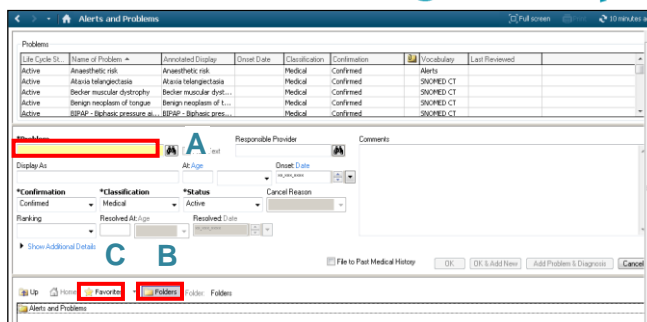 Alerts and Problems
Full screen
Print
10 minutes a
Problems
Life Cycle St... Name of Problem Annotated Display Onset Date Classification Confirmation Vocabulary Last Reviewed
Active Anaesthetic risk Anaesthetic risk Medical Confirmed Alerts
Active Ataxia telangiectasia Ataxia telangiectasia Medical Confirmed SNOMED CT
Active Becker muscular dystrophy Becker muscular dyst... Medical Confirmed SNOMED CT
Active Benign neoplasm of tongue Benign neoplasm of t... Medical Confirmed SNOMED CT
Active BIPAP - Biphasic pressure ai... BIPAP - Biphasic pres... Medical Confirmed SNOMED CT
*Problem A ext Responsible Provider Comments
Display As At: Age Onset: Date
**-***-****
*Confirmation *Classification *Status Cancel Reason
Confirmed Medical Active
Ranking Resolved At: Age Resolved: Date
**-***-****
Show Additional Details
C B
File to Past Medical History OK OK & Add New Add Problem & Diagnosis Cancel
Up Home Favorites Folders Folder: Folders
Alerts and Problems